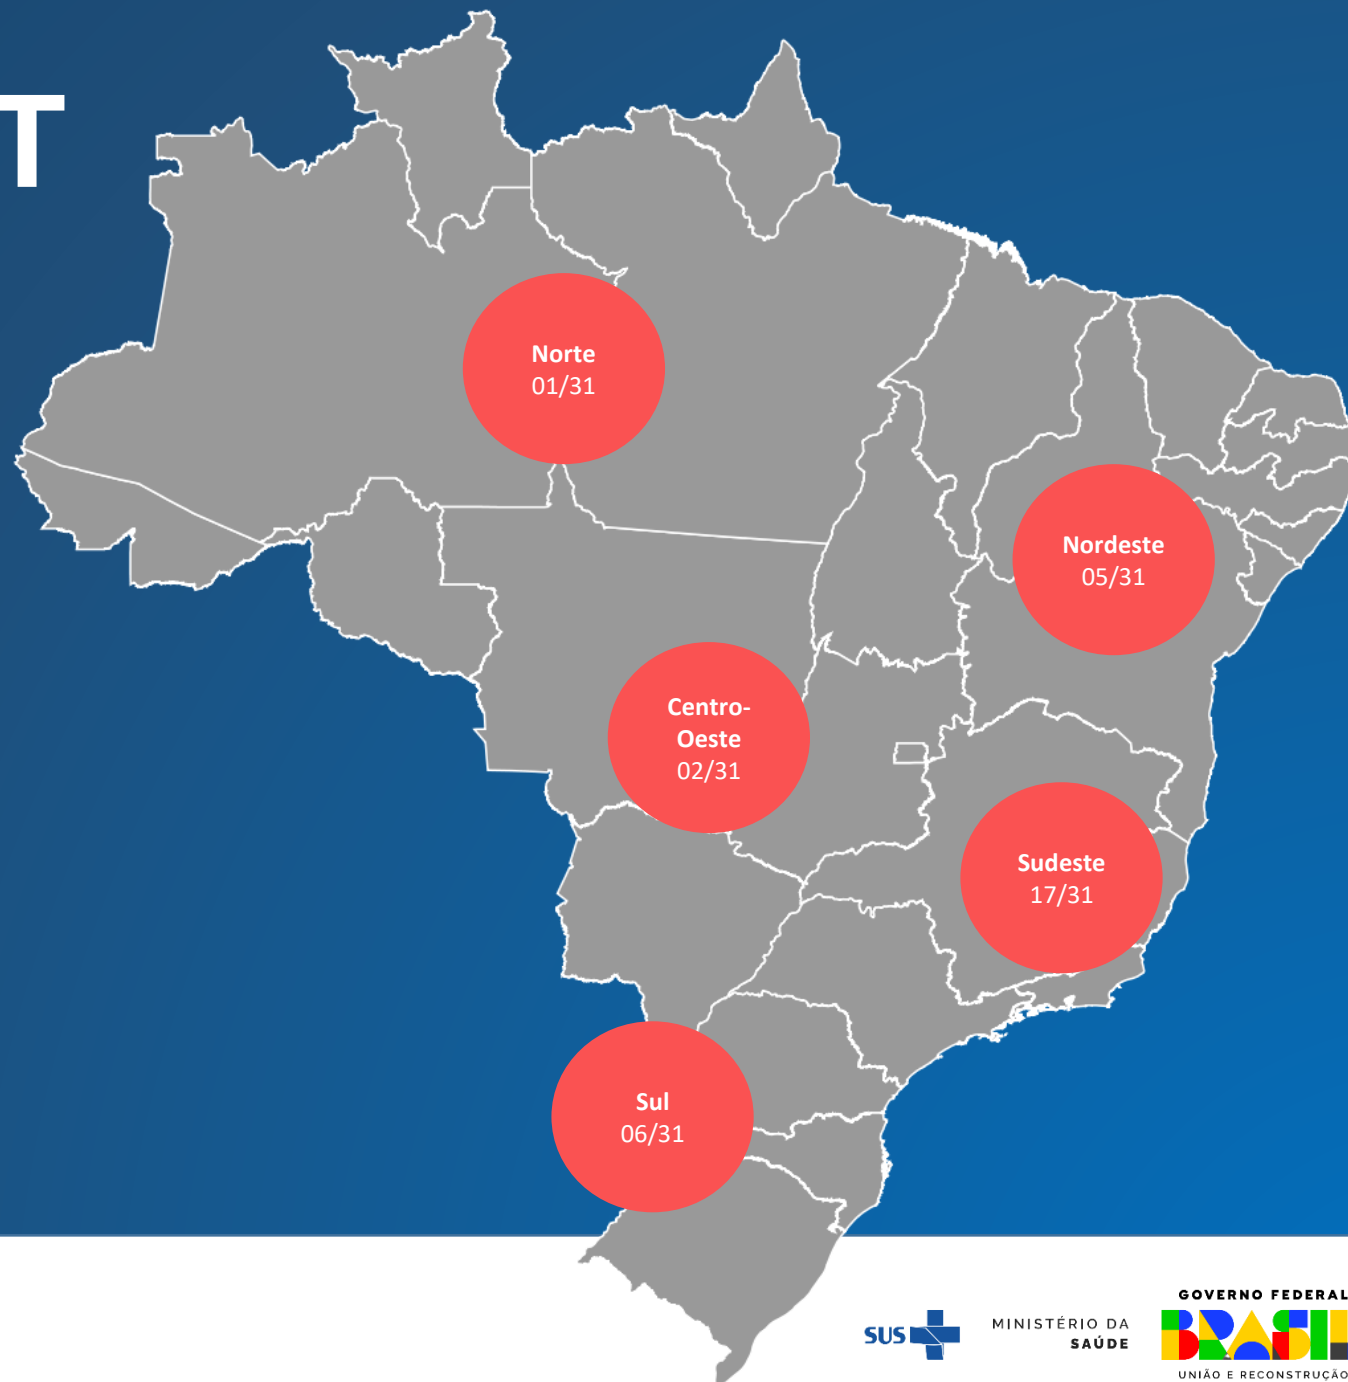 T
Norte
01/31
Nordeste
05/31
Centro-
Oeste
02/31
Sudeste
17/31
Sul
06/31
SUS
MINISTÉRIO DA
SAÚDE
GOVERNO FEDERAL
BRASIL
UNIÃO E RECONSTRUÇÃO